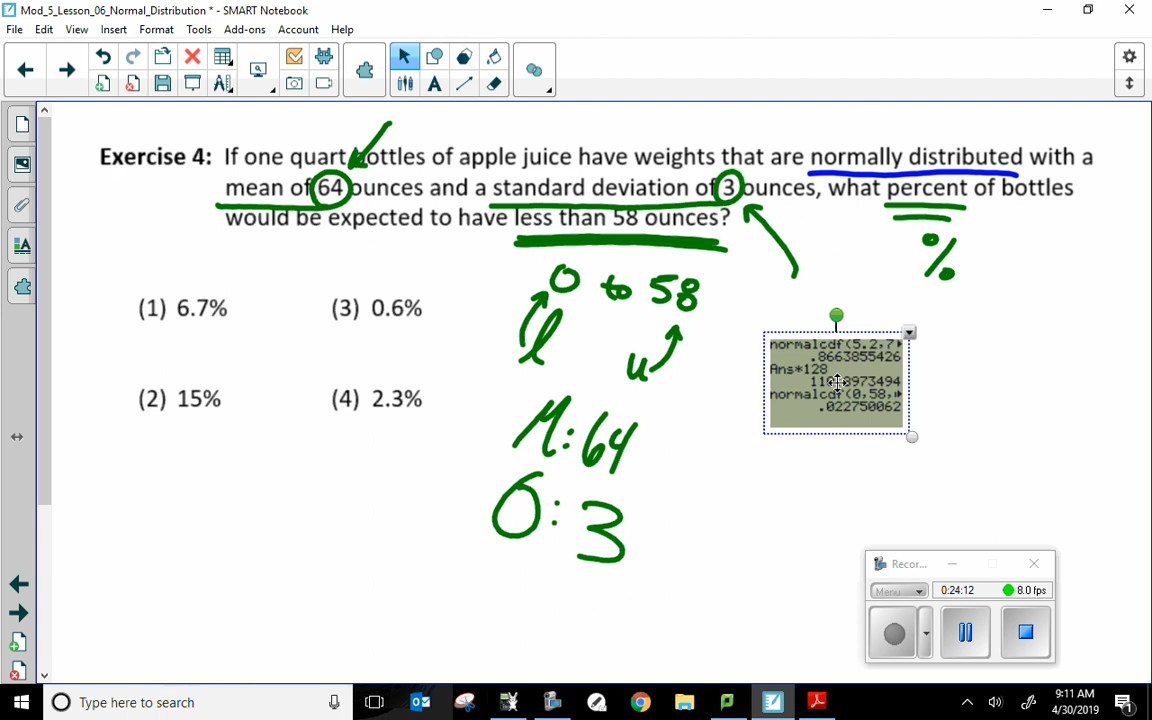 Mod_5_Lesson_06_Normal_Distribution * - SMART Notebook
File Edit View Insert Format Tools Add-ons Account Help
Exercise 4: If one quart bottles of apple juice have weights that are normally distributed with a
mean of 64 ounces and a standard deviation of 3 ounces, what percent of bottles
would be expected to have less than 58 ounces?
%
0 to 58
l
u
(1) 6.7%
(3) 0.6%
(2) 15%
(4) 2.3%
normalcdf(5.2,7
.8663855426
Ans*128
normalcdf(0,58,
.022750062
μ:64
σ:3
Recor...
Menu
0:24:12
8.0 fps
Type here to search
9:11 AM
4/30/2019
1